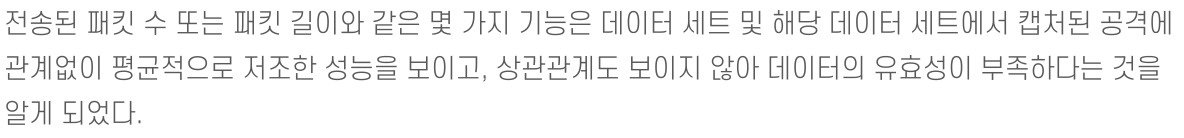 전송된 패킷 수 또는 패킷 길이와 같은 몇 가지 기능은 데이터 세트 및 해당 데이터 세트에서 캡처된 공격에
관계없이 평균적으로 저조한 성능을 보이고, 상관관계도 보이지 않아 데이터의 유효성이 부족하다는 것을
알게 되었다.